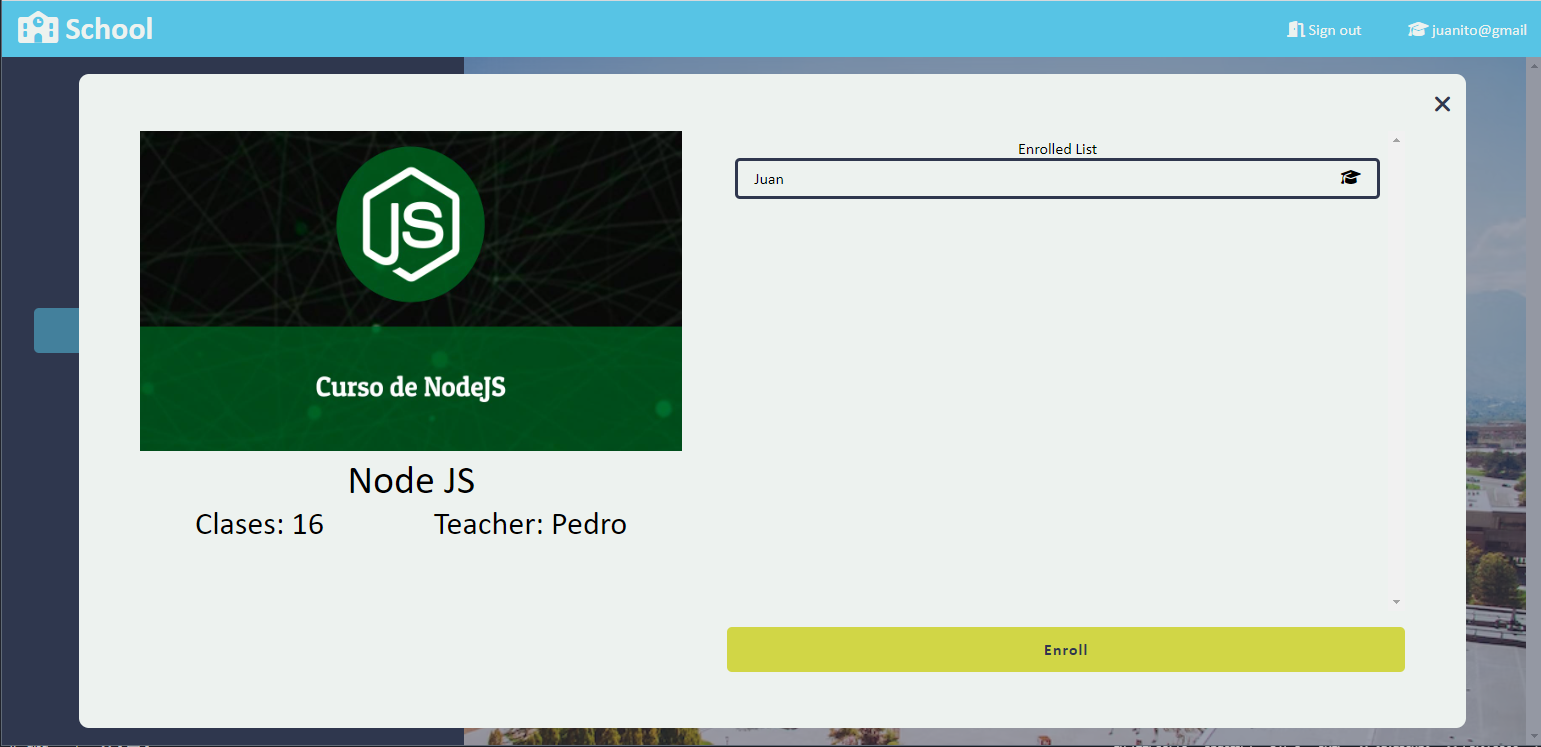 School
Sign out
juanito@gmail
JS
Curso de NodeJS
Node JS
Clases: 16
Teacher: Pedro
Enrolled List
Juan
Enroll